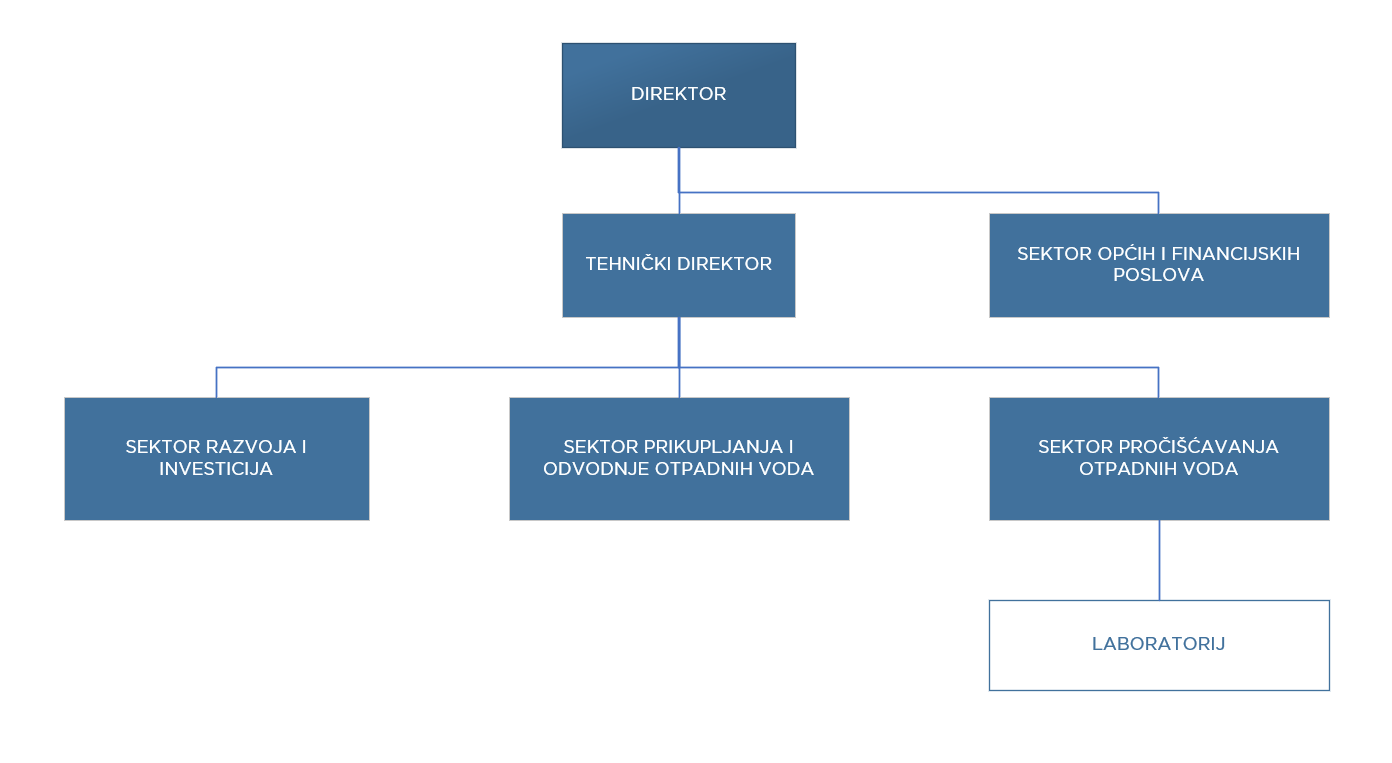 DIREKTOR
TEHNIČKI DIREKTOR
SEKTOR OPĆIH I FINANCIJSKIH
POSLOVA
SEKTOR RAZVOJA I
INVESTICIJA
SEKTOR PRIKUPLJANJA I
ODVODNJE OTPADNIH VODA
SEKTOR PROČIŠĆAVANJA
OTPADNIH VODA
LABORATORIJ